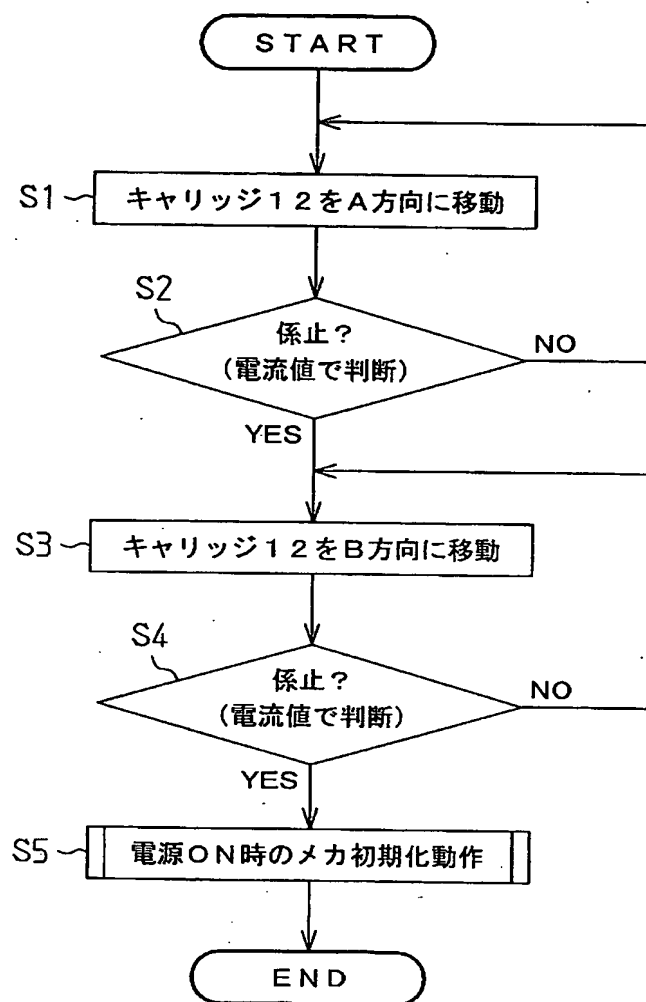 START
S1
キャリッジ12をA方向に移動
S2
係止?
(電流値で判断)
NO
YES
S3
キャリッジ12をB方向に移動
S4
係止?
(電流値で判断)
NO
YES
S5
電源ON時のメカ初期化動作
END